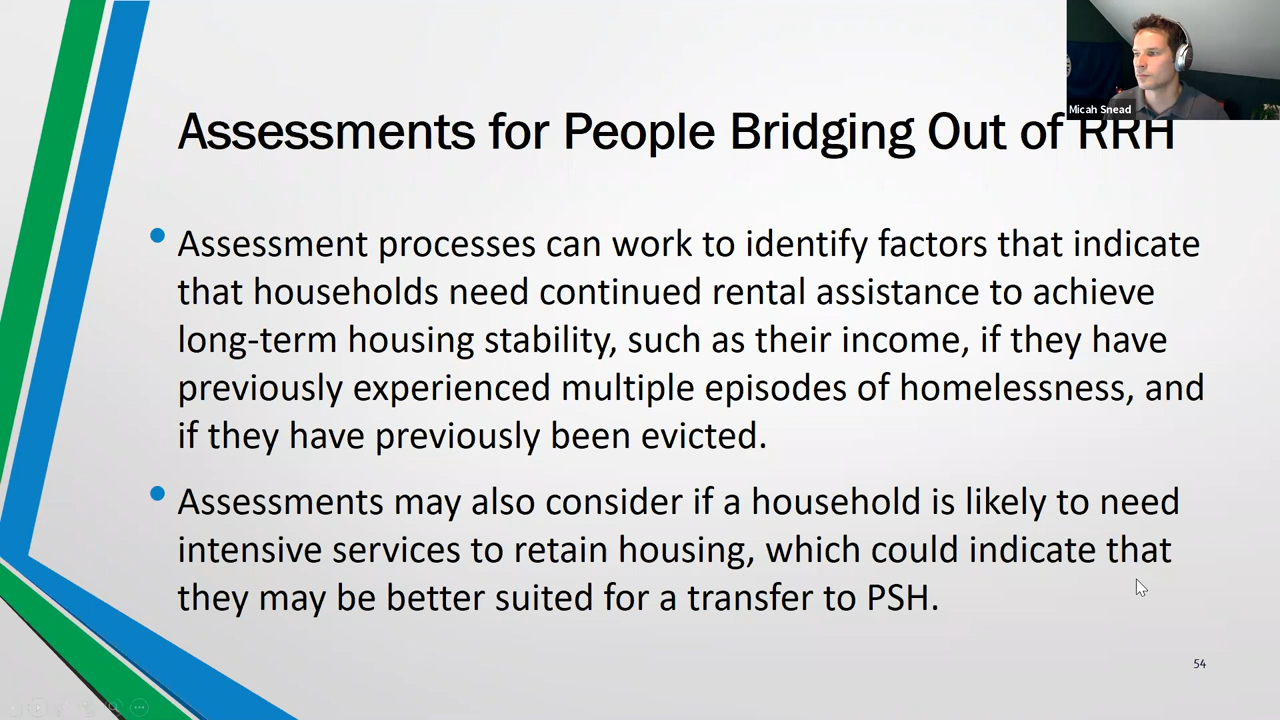 Micah Snead
Assessments for People Bridging Out of RRH
Assessment processes can work to identify factors that indicate
that households need continued rental assistance to achieve
long-term housing stability, such as their income, if they have
previously experienced multiple episodes of homelessness, and
if they have previously been evicted.
Assessments may also consider if a household is likely to need
intensive services to retain housing, which could indicate that
they may be better suited for a transfer to PSH.
54